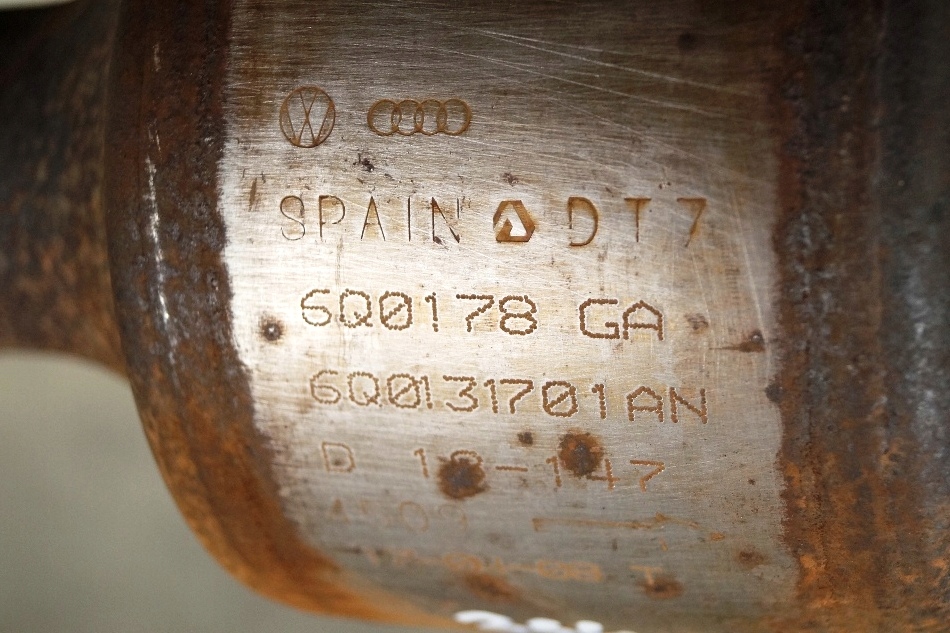 SPAIN DT7
6Q0178 GA
6Q0131701AN
D 18-147